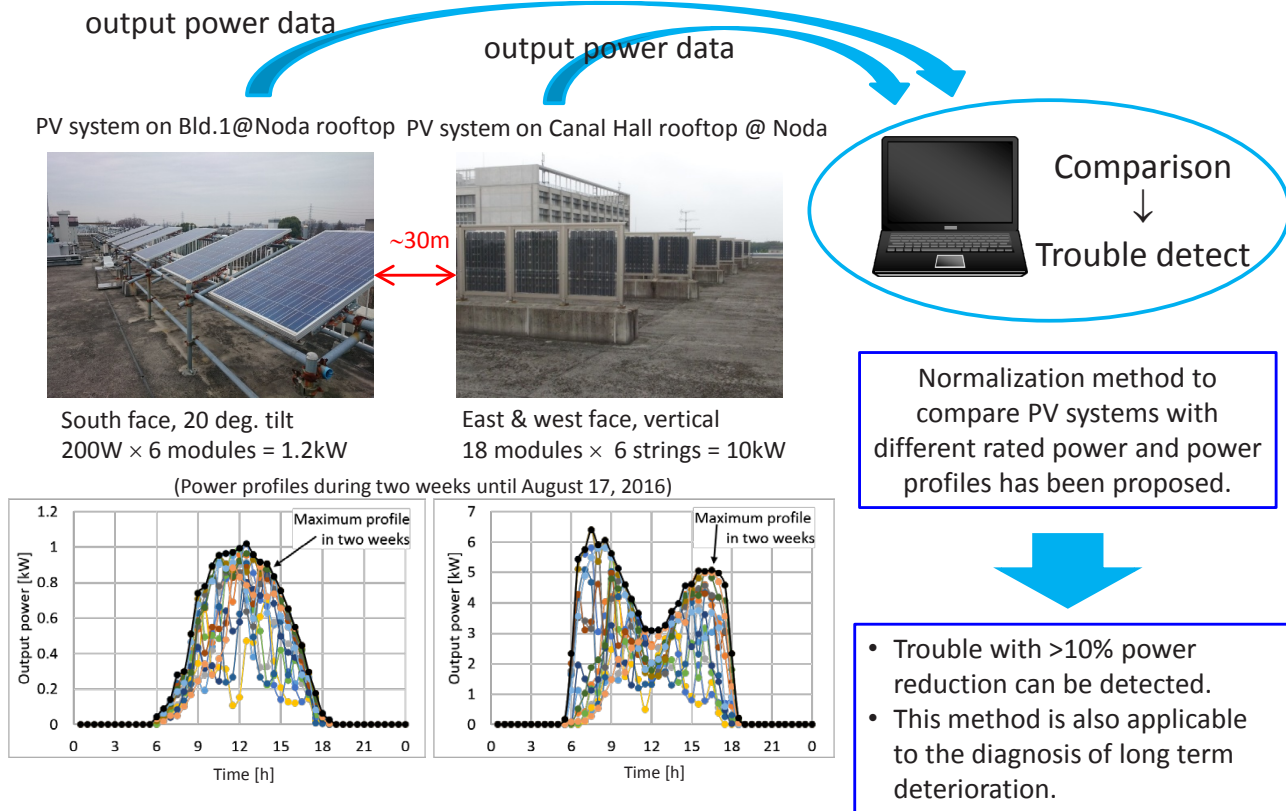 output power data
output power data
PV system on Bld.1@Noda rooftop
PV system on Canal Hall rooftop @ Noda
~30m
Comparison
↓
Trouble detect
South face, 20 deg. tilt
200W × 6 modules = 1.2kW
East & west face, vertical
18 modules × 6 strings = 10kW
Normalization method to
compare PV systems with
different rated power and power
profiles has been proposed.
(Power profiles during two weeks until August 17, 2016)
Output power [kW]
1.2
1
0.8
0.6
0.4
0.2
0
Maximum profile
in two weeks
0 3 6 9 12 15 18 21 0
Time [h]
Output power [kW]
7
6
5
4
3
2
1
0
Maximum profile
in two weeks
0 3 6 9 12 15 18 21 0
Time [h]
• Trouble with >10% power
reduction can be detected.
• This method is also applicable
to the diagnosis of long term
deterioration.